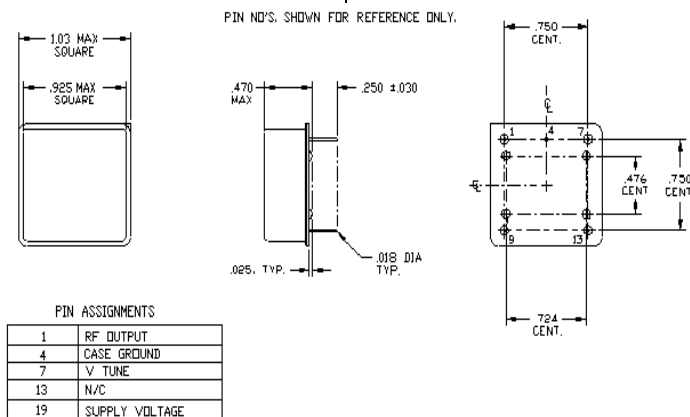 PIN NO'S. SHOWN FOR REFERENCE ONLY.
1.03 MAX
SQUARE
.925 MAX
SQUARE
.470
MAX
.250 ±.030
.025. TYP.
.018 DIA
TYP.
.750
CENT.
℄
1
4
7
℄
.476
CENT
.750
CENT
9
13
.724
CENT.
PIN ASSIGNMENTS
1 RF OUTPUT
4 CASE GROUND
7 V TUNE
13 N/C
19 SUPPLY VOLTAGE